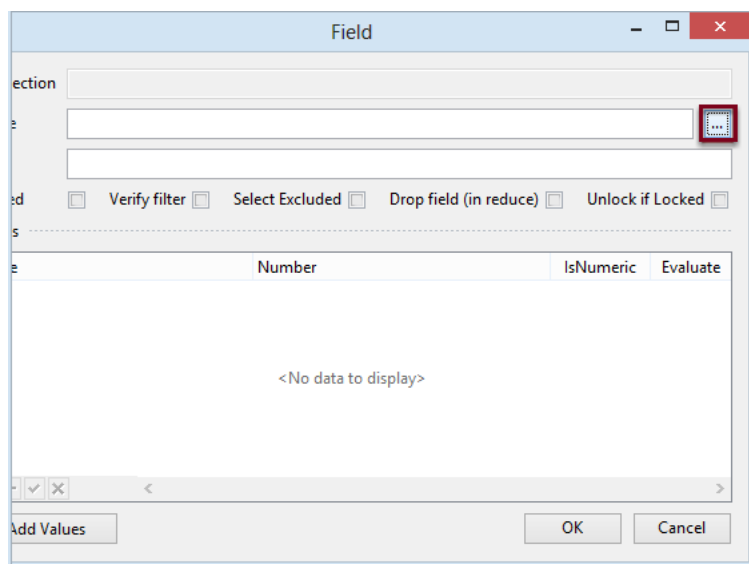 Field
ection
e
...
ed Verify filter Select Excluded Drop field (in reduce) Unlock if Locked
s
e Number IsNumeric Evaluate
<No data to display>
Add Values OK Cancel